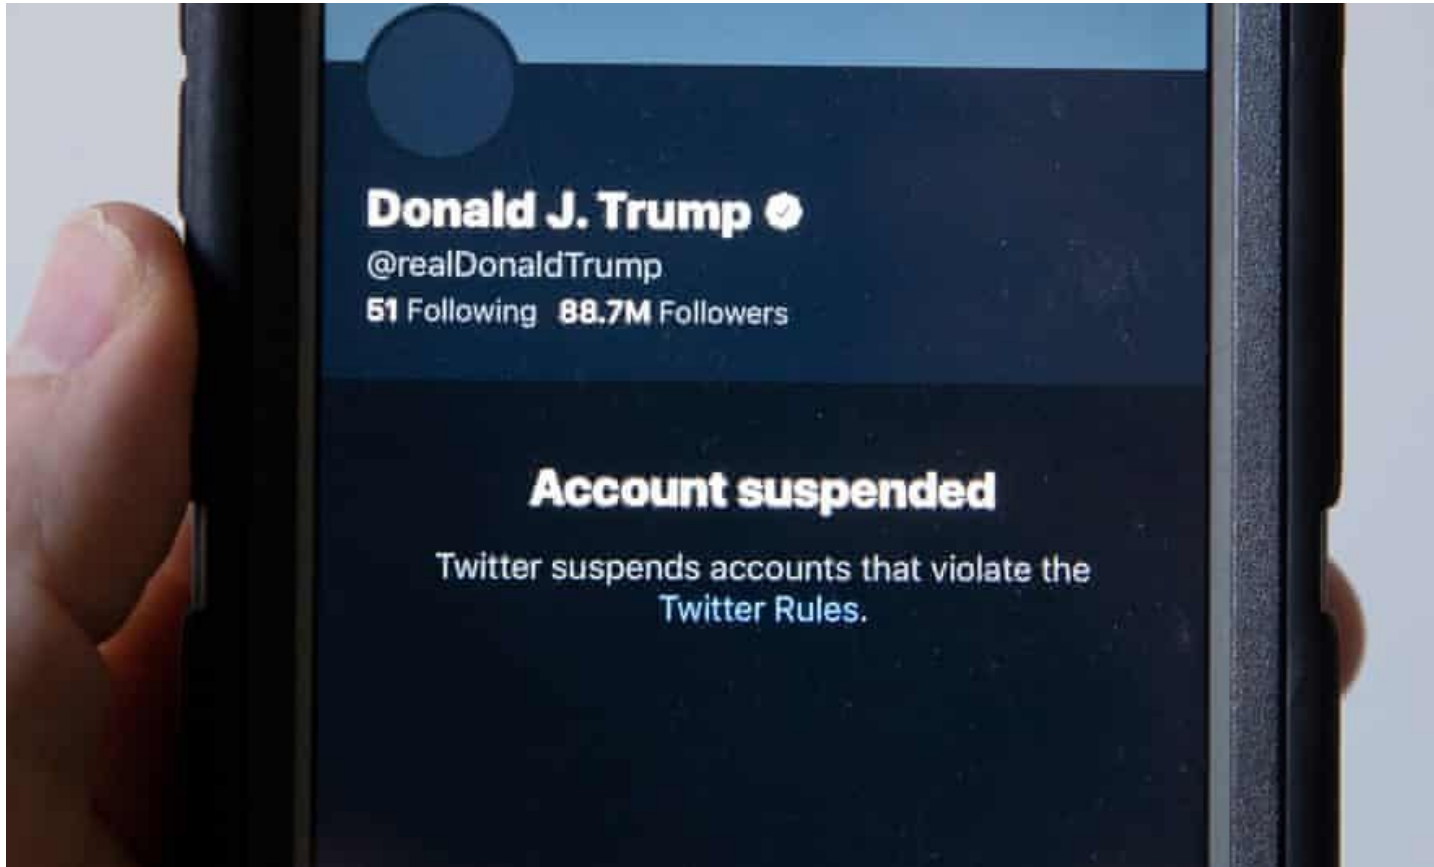 Donald J. Trump
@realDonaldTrump
51 Following 88.7M Followers
Account suspended
Twitter suspends accounts that violate the
Twitter Rules.